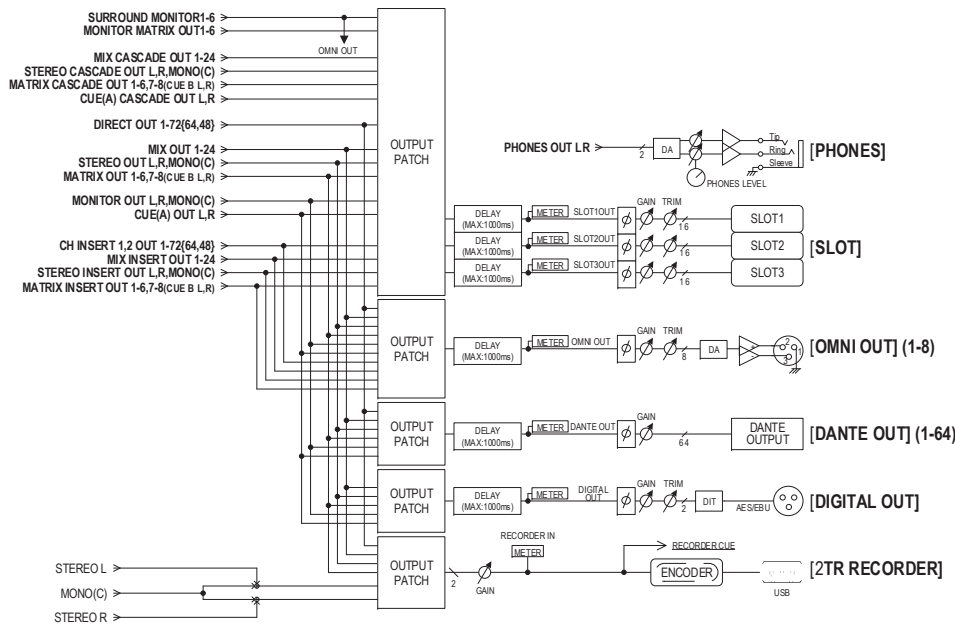 SURROUND MONITOR1-6
MONITOR MATRIX OUT1-6
OMNI OUT
MIX CASCADE OUT 1-24
STEREO CASCADE OUT L,R,MONO(C)
MATRIX CASCADE OUT 1-6,7-8(CUE B L,R)
CUE(A) CASCADE OUT L,R
DIRECT OUT 1-72{64,48}
MIX OUT 1-24
STEREO OUT L,R,MONO(C)
MATRIX OUT 1-6,7-8(CUE B L,R)
MONITOR OUT L,R,MONO(C)
CUE(A) OUT L,R
CH INSERT 1,2 OUT 1-72{64,48}
MIX INSERT OUT 1-24
STEREO INSERT OUT L,R,MONO(C)
MATRIX INSERT OUT 1-6,7-8(CUE B L,R)
OUTPUT
PATCH
PHONES OUT LR
2
DA
Tip
Ring
Sleeve
PHONES LEVEL
[PHONES]
GAIN TRIM
DELAY
(MAX:1000ms)
METER
SLOT1OUT
ϕ
16
SLOT1
DELAY
(MAX:1000ms)
METER
SLOT2OUT
ϕ
16
SLOT2
[SLOT]
DELAY
(MAX:1000ms)
METER
SLOT3OUT
ϕ
16
SLOT3
OUTPUT
PATCH
DELAY
(MAX:1000ms)
METER
OMNI OUT
ϕ
GAIN TRIM
8
DA
+
-
2
1
3
[OMNI OUT] (1-8)
OUTPUT
PATCH
DELAY
(MAX:1000ms)
METER
DANTE OUT
ϕ
GAIN
64
DANTE
OUTPUT
[DANTE OUT] (1-64)
OUTPUT
PATCH
DELAY
(MAX:1000ms)
METER
DIGITAL
OUT
ϕ
GAIN TRIM
2
DIT
AES/EBU
[DIGITAL OUT]
STEREO L
MONO(C)
STEREO R
OUTPUT
PATCH
2
GAIN
RECORDER IN
METER
RECORDER CUE
ENCODER
USB
[2TR RECORDER]